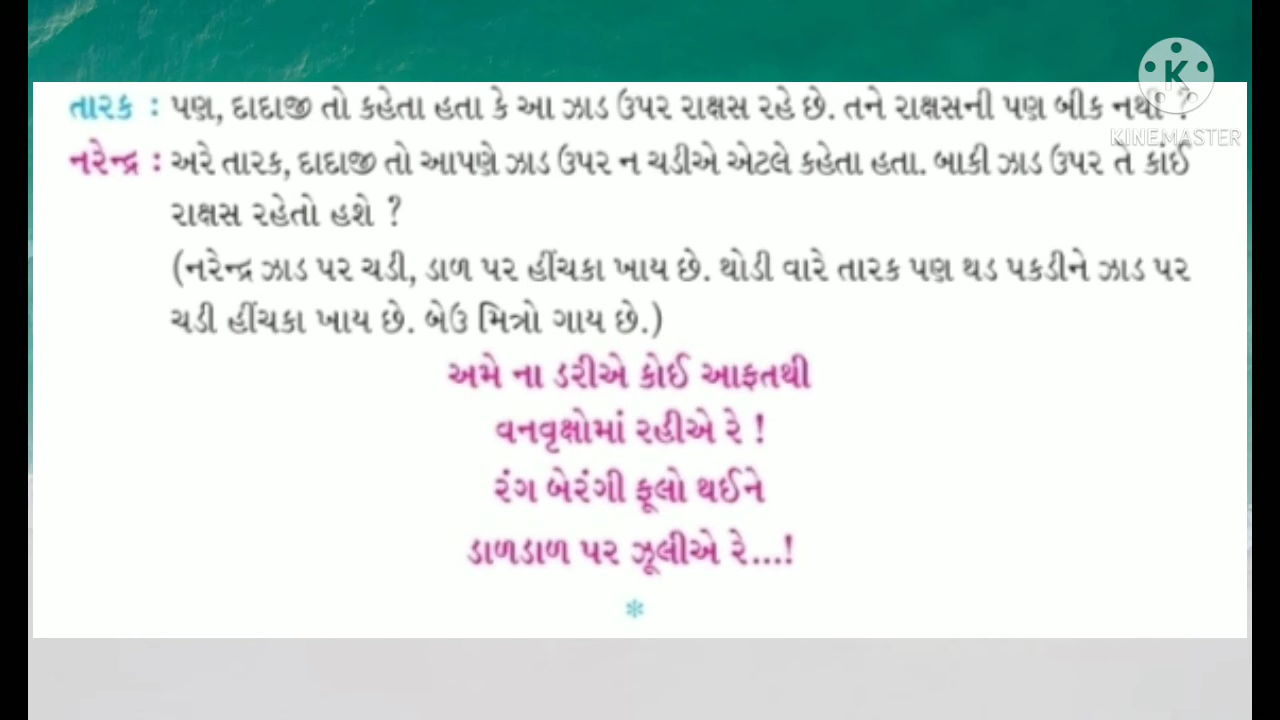 તારક : પણ, દાદાજી તો કહેતા હતા કે આ ઝાડ ઉપર રાક્ષસ રહે છે. તને રાક્ષસની પણ બીક નથી ?
KINEMASTER
નરેન્દ્ર : અરે તારક, દાદાજી તો આપણે ઝાડ ઉપર ન ચડીએ એટલે કહેતા હતા. બાકી ઝાડ ઉપર તે કાંઈ
રાક્ષસ રહેતો હશે ?
(નરેન્દ્ર ઝાડ પર ચડી, ડાળ પર હીંચકા ખાય છે. થોડી વારે તારક પણ થડ પકડીને ઝાડ પર
ચડી હીંચકા ખાય છે. બેઉ મિત્રો ગાય છે.)
અમે ના ડરીએ કોઈ આફતથી
વનવૃક્ષોમાં રહીએ રે !
રંગ બેરંગી ફૂલો થઈને
ડાળડાળ પર ઝૂલીએ રે...!
*